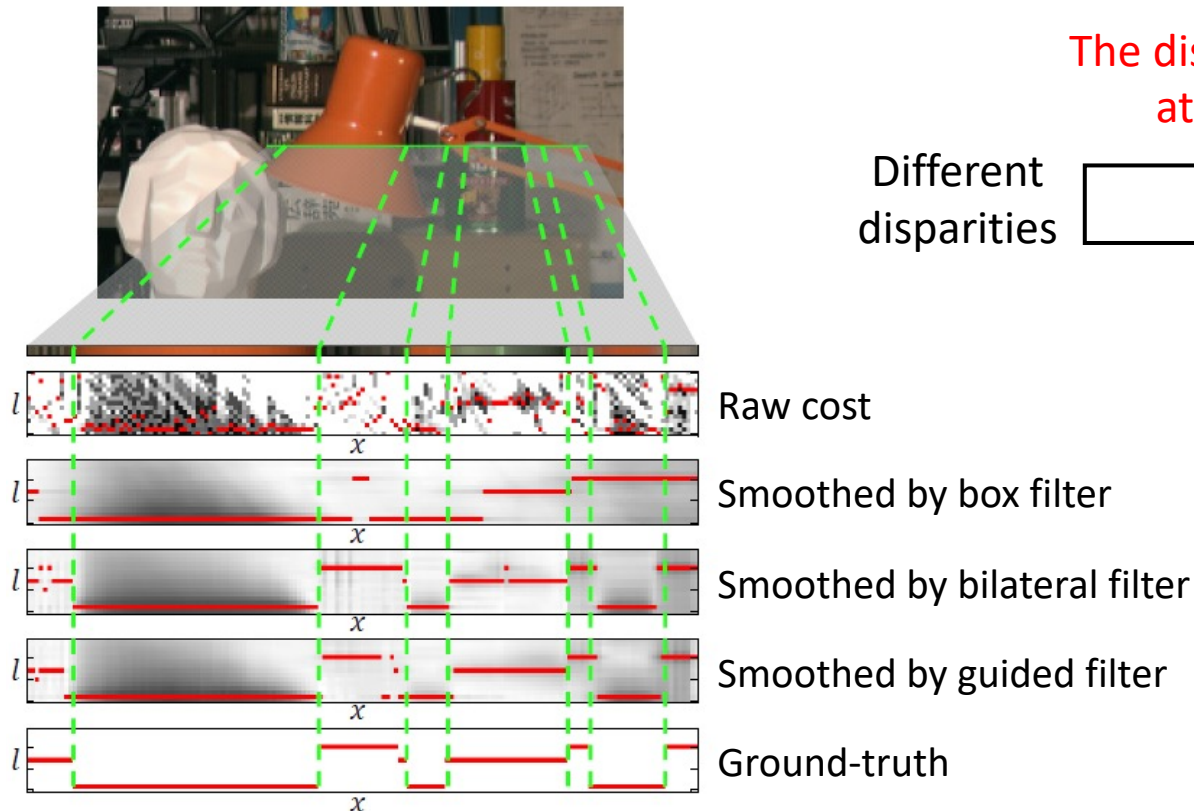 The dis
at
Different
disparities
l
x
Raw cost
l
x
Smoothed by box filter
l
x
Smoothed by bilateral filter
l
x
Smoothed by guided filter
l
x
Ground-truth